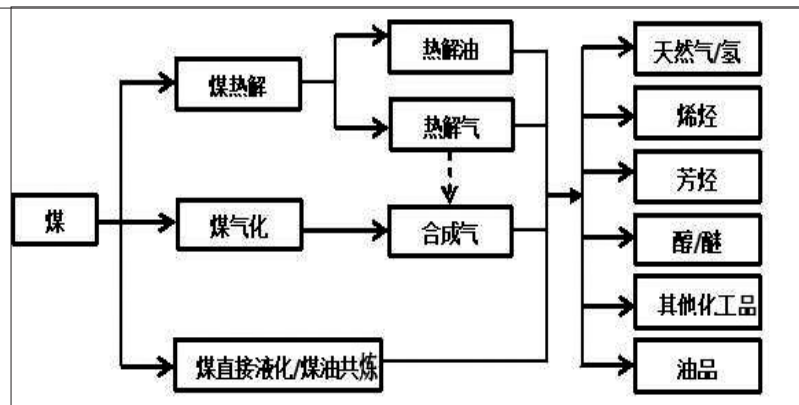 煤
煤热解
煤气化
煤直接液化/煤油共炼
热解油
热解气
合成气
天然气/氢
烯烃
芳烃
醇/醚
其他化工品
油品